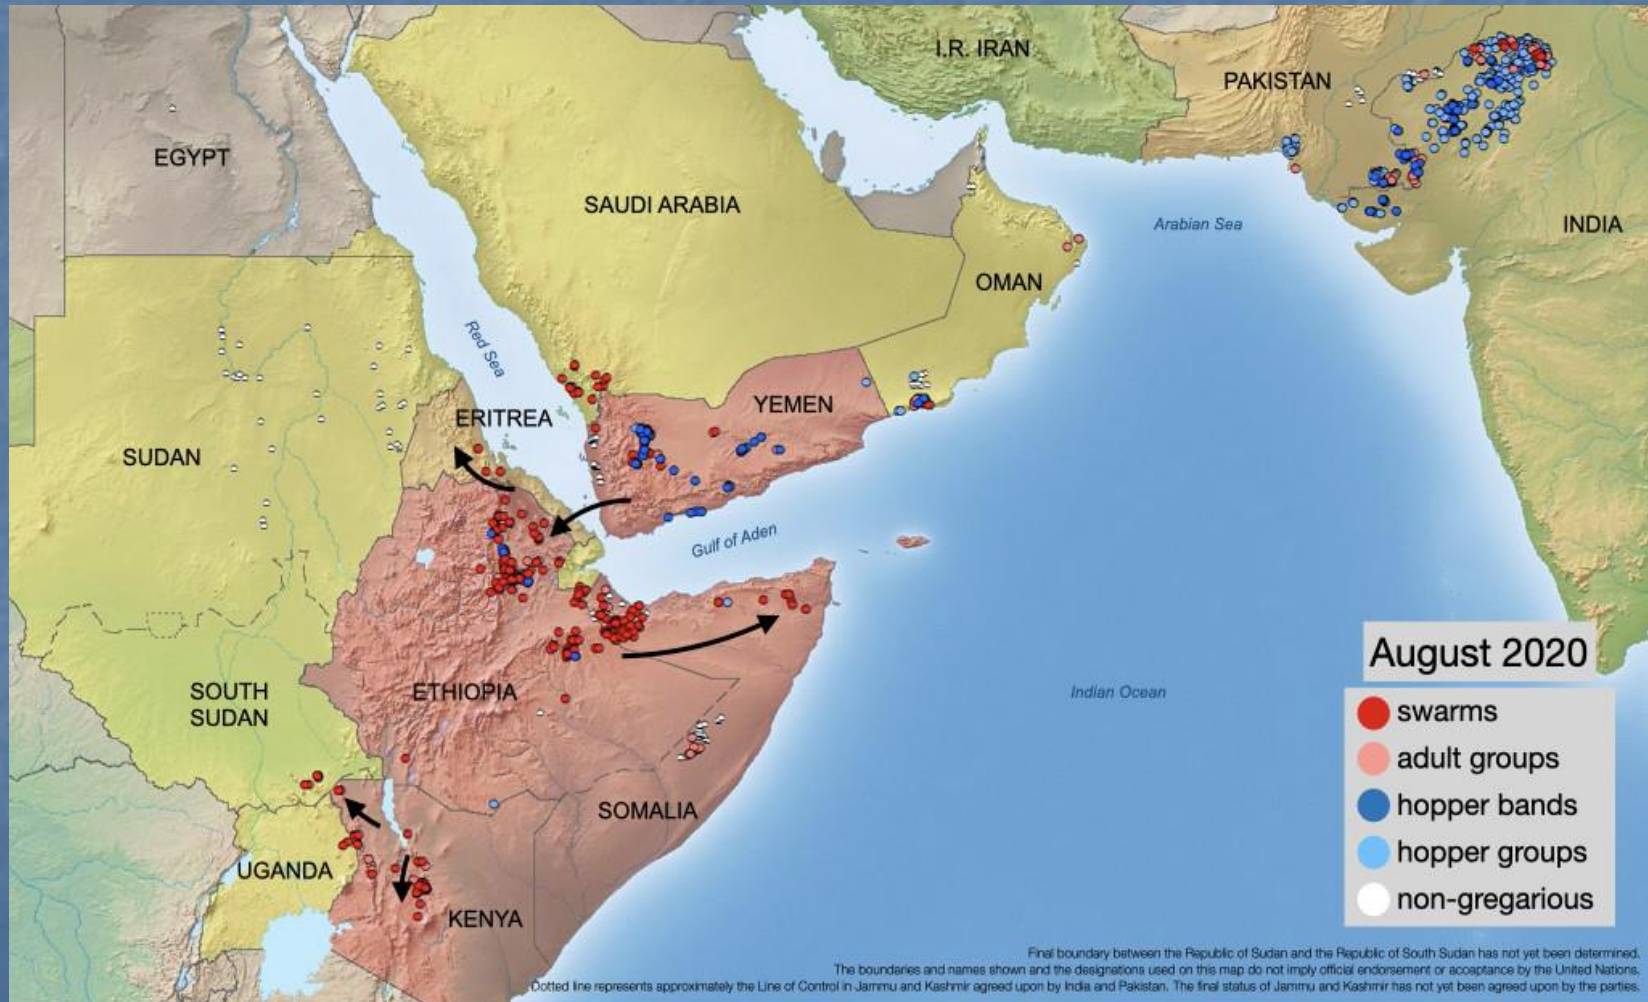 I.R. IRAN
PAKISTAN
EGYPT
SAUDI ARABIA
Arabian Sea
INDIA
OMAN
Red Sea
YEMEN
ERITREA
SUDAN
Gulf of Aden
August 2020
SOUTH
SUDAN
ETHIOPIA
Indian Ocean
swarms
adult groups
hopper bands
SOMALIA
hopper groups
UGANDA
non-gregarious
KENYA
Final boundary between the Republic of Sudan and the Republic of South Sudan has not yet been determined.
The boundaries and names shown and the designations used on this map do not imply official endorsement or acceptance by the United Nations.
Dotted line represents approximately the Line of Control in Jammu and Kashmir agreed upon by India and Pakistan. The final status of Jammu and Kashmir has not yet been agreed upon by the parties.